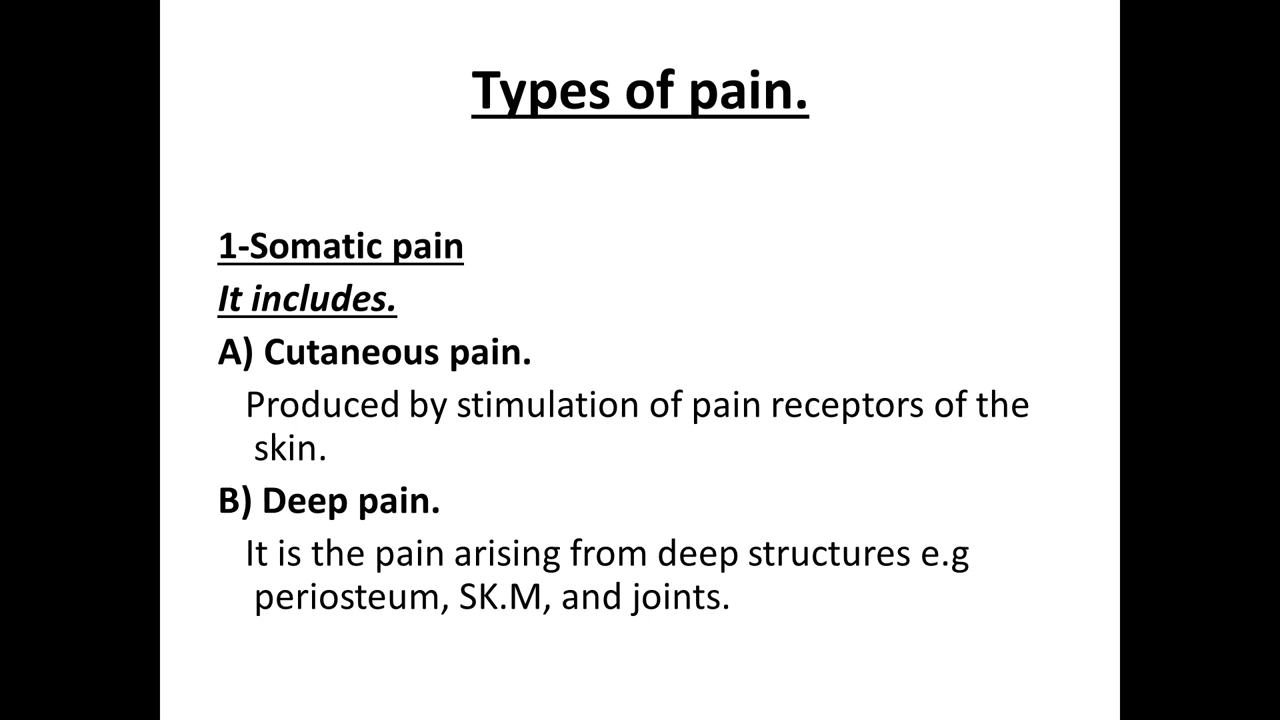 Types of pain.
1-Somatic pain
It includes.
A) Cutaneous pain.
Produced by stimulation of pain receptors of the
skin.
B) Deep pain.
It is the pain arising from deep structures e.g
periosteum, SK.M, and joints.